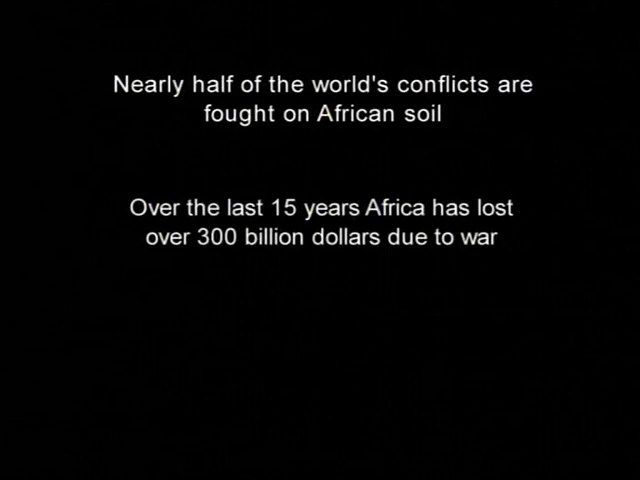 Nearly half of the world's conflicts are
fought on African soil
Over the last 15 years Africa has lost
over 300 billion dollars due to war